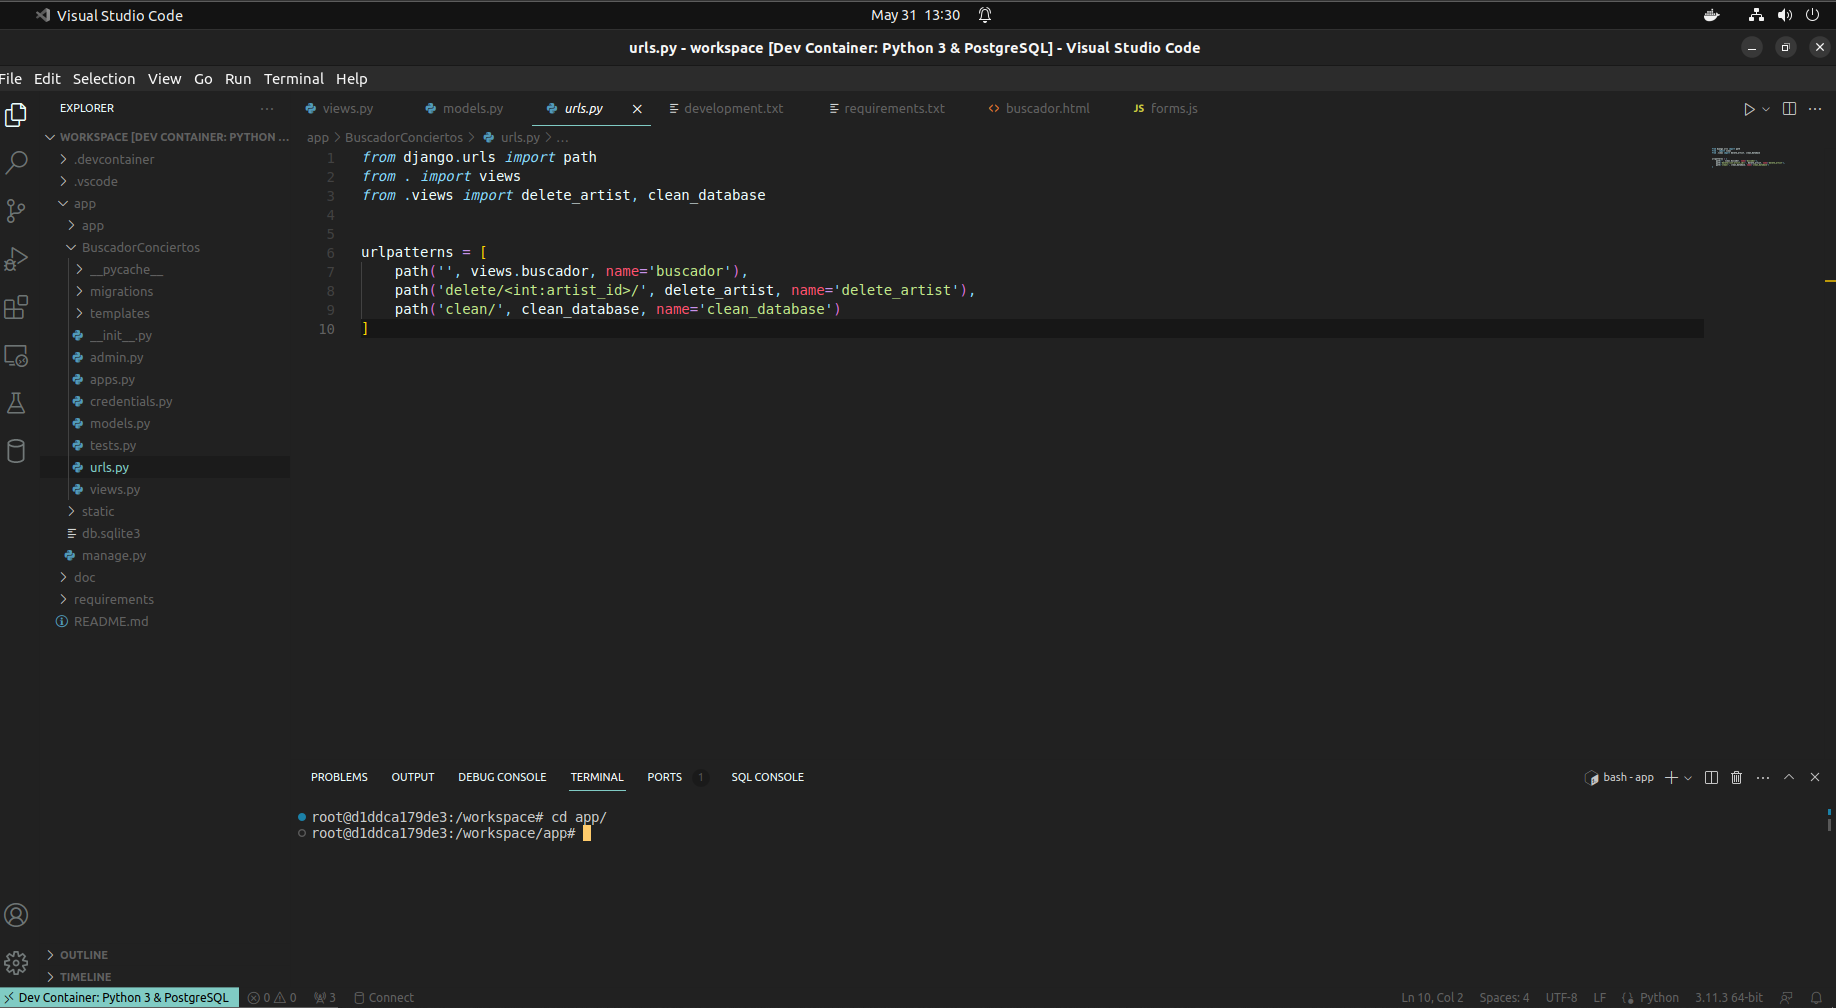 Visual Studio Code
May 31 13:30
urls.py - workspace [Dev Container: Python 3 & PostgreSQL] - Visual Studio Code
File Edit Selection View Go Run Terminal Help
EXPLORER
WORKSPACE [DEV CONTAINER: PYTHON ...
.devcontainer
.vscode
app
app
BuscadorConciertos
__pycache__
migrations
templates
__init__.py
admin.py
apps.py
credentials.py
models.py
tests.py
urls.py
views.py
static
db.sqlite3
manage.py
doc
requirements
README.md
OUTLINE
TIMELINE
views.py models.py urls.py development.txt requirements.txt buscador.html JS forms.js
app > BuscadorConciertos > urls.py > ...
1 from django.urls import path
2 from . import views
3 from .views import delete_artist, clean_database
4
5
6 urlpatterns = [
7 path('', views.buscador, name='buscador'),
8 path('delete/<int:artist_id>/', delete_artist, name='delete_artist'),
9 path('clean/', clean_database, name='clean_database')
10 ]
PROBLEMS OUTPUT DEBUG CONSOLE TERMINAL PORTS 1 SQL CONSOLE
bash - app
root@d1ddca179de3:/workspace# cd app/
root@d1ddca179de3:/workspace/app#
Dev Container: Python 3 & PostgreSQL 0 0 3 Connect
Ln 10, Col 2 Spaces: 4 UTF-8 LF Python 3.11.3 64-bit